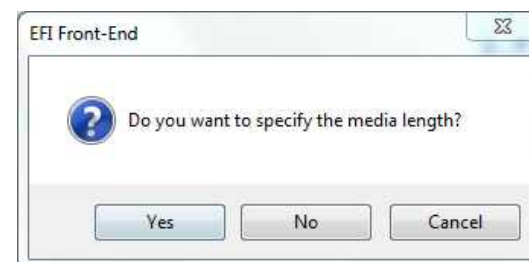 EFI Front-End
Do you want to specify the media length?
Yes No Cancel